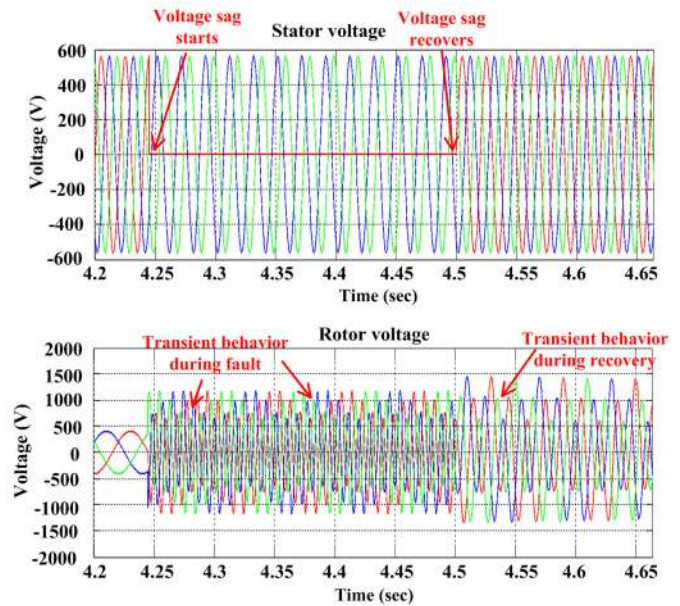 Voltage sag
starts
Stator voltage
Voltage sag
recovers
Voltage (V)
600
400
200
0
-200
-400
-600
4.2 4.25 4.3 4.35 4.4 4.45 4.5 4.55 4.6 4.65
Time (sec)
Rotor voltage
Transient behavior
during fault
Transient behavior
during recovery
Voltage (V)
2000
1500
1000
500
0
-500
-1000
-1500
-2000
4.2 4.25 4.3 4.35 4.4 4.45 4.5 4.55 4.6 4.65
Time (sec)